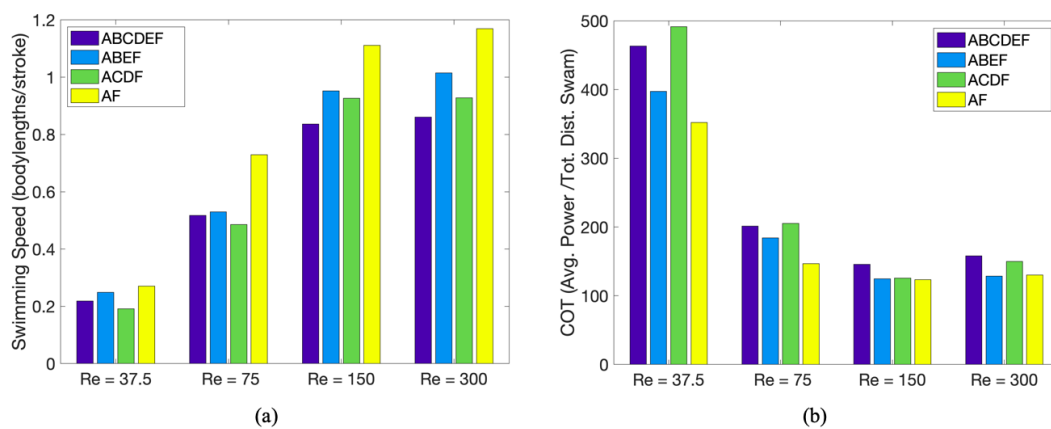 1.2
1
0.8
0.6
0.4
0.2
0
Swimming Speed (bodylengths/stroke)
ABCDEF
ABEF
ACDF
AF
Re = 37.5 Re = 75 Re = 150 Re = 300
(a)
500
400
300
200
100
0
COT (Avg. Power /Tot. Dist. Swam)
ABCDEF
ABEF
ACDF
AF
Re = 37.5 Re = 75 Re = 150 Re = 300
(b)